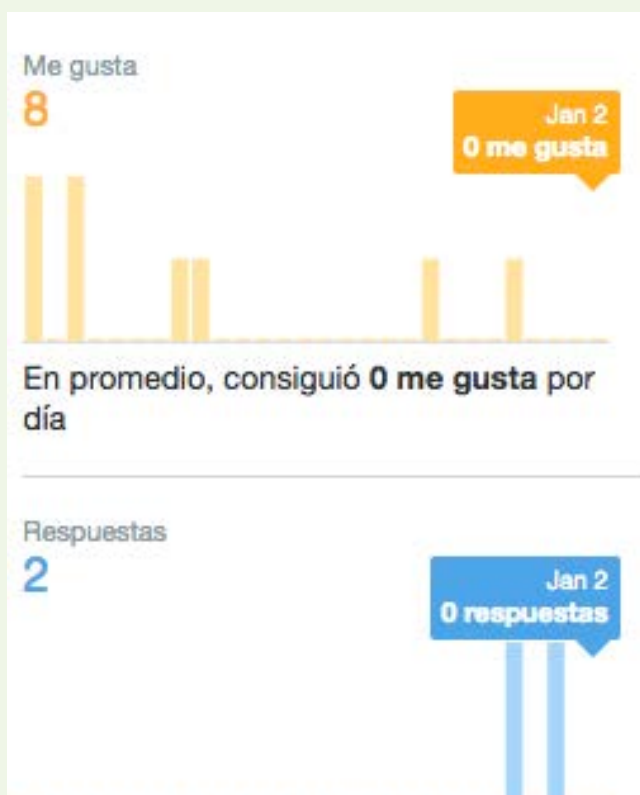 Me gusta
8
Jan 2
0 me gusta
En promedio, consiguió 0 me gusta por
día
Respuestas
2
Jan 2
0 respuestas